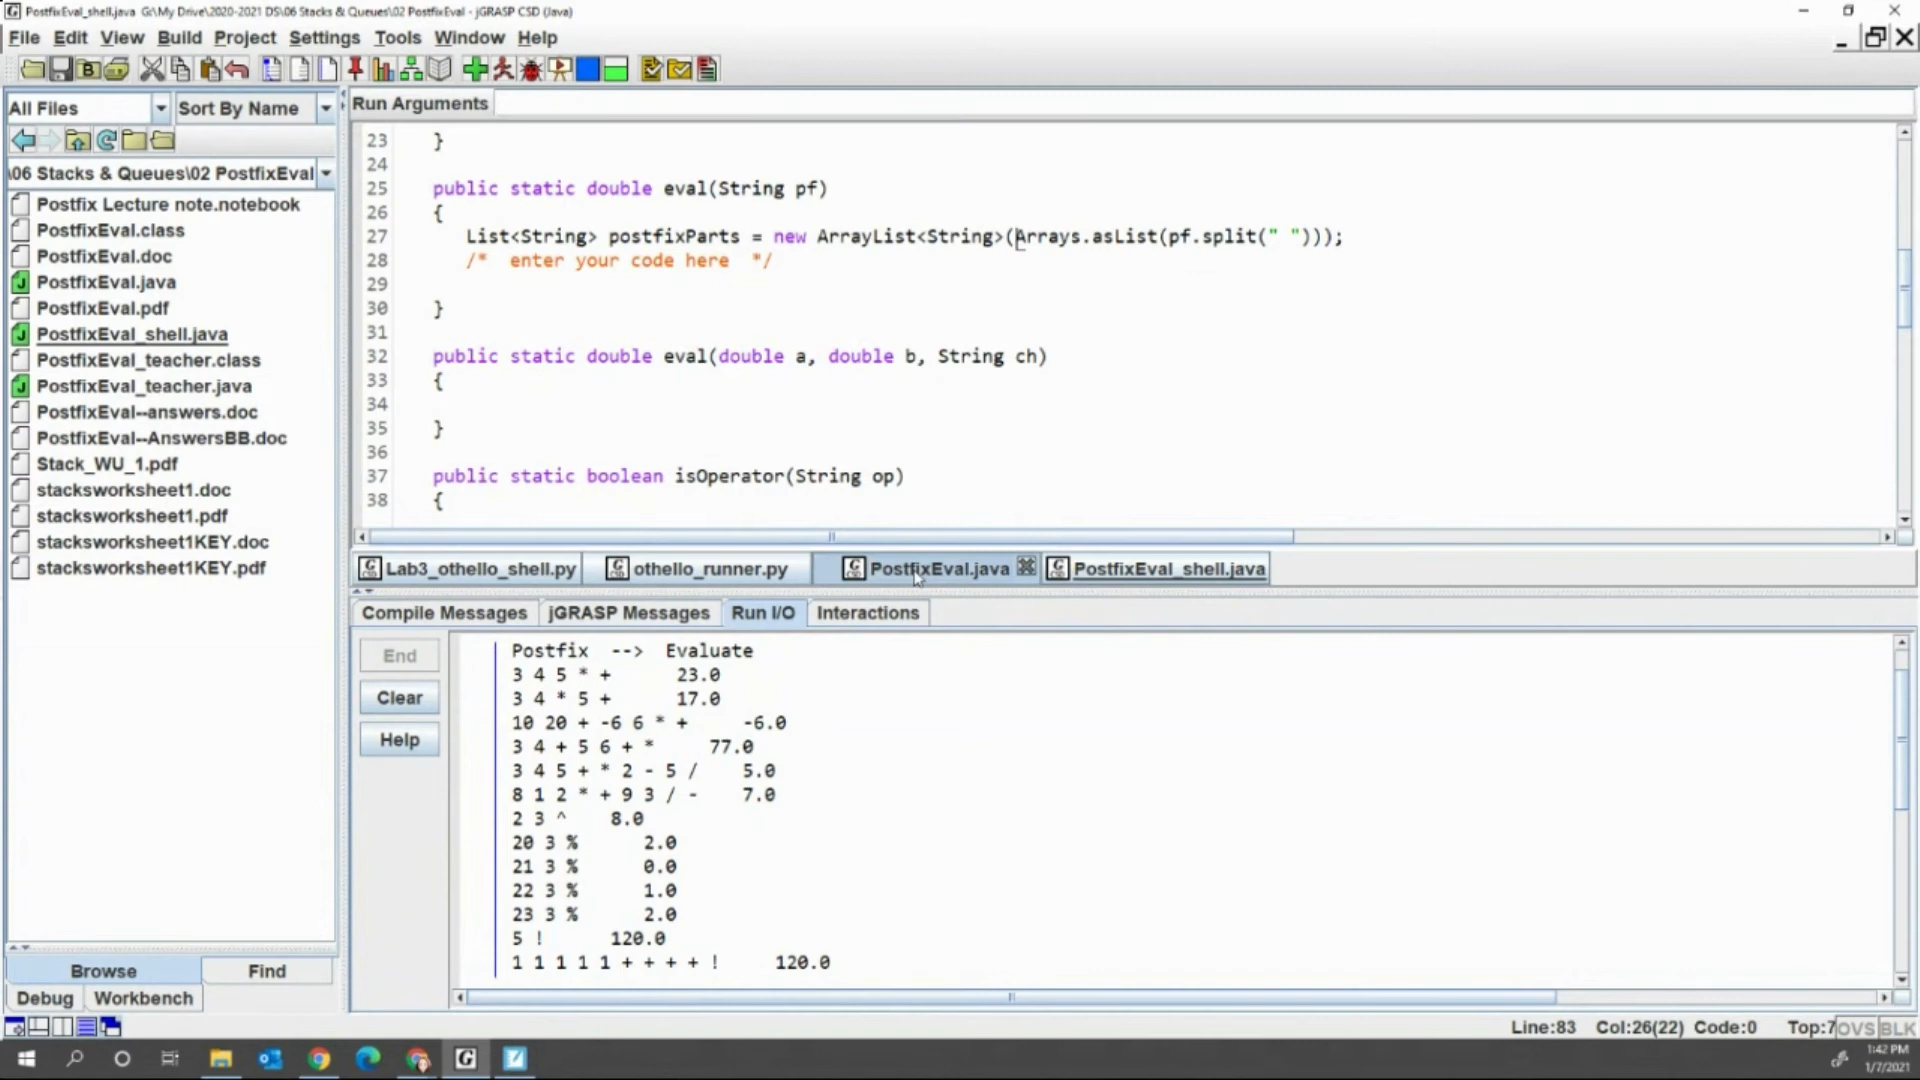 PostfixEval_shell.java G:\My Drive\2020-2021 DS\06 Stacks & Queues\02 PostfixEval - jGRASP CSD (Java)
File Edit View Build Project Settings Tools Window Help
All Files Sort By Name
\06 Stacks & Queues\02 PostfixEval
Postfix Lecture note.notebook
PostfixEval.class
PostfixEval.doc
PostfixEval.java
PostfixEval.pdf
PostfixEval_shell.java
PostfixEval_teacher.class
PostfixEval_teacher.java
PostfixEval--answers.doc
PostfixEval--AnswersBB.doc
Stack_WU_1.pdf
stacksworksheet1.doc
stacksworksheet1.pdf
stacksworksheet1KEY.doc
stacksworksheet1KEY.pdf
Browse Find
Debug Workbench
Run Arguments
23 }
24
25 public static double eval(String pf)
26 {
27 List<String> postfixParts = new ArrayList<String>(Arrays.asList(pf.split(" ")));
28 /* enter your code here */
29
30 }
31
32 public static double eval(double a, double b, String ch)
33 {
34
35 }
36
37 public static boolean isOperator(String op)
38 {
Lab3_othello_shell.py othello_runner.py PostfixEval.java PostfixEval_shell.java
Compile Messages jGRASP Messages Run I/O Interactions
End
Clear
Help
Postfix --> Evaluate
3 4 5 * + 23.0
3 4 * 5 + 17.0
10 20 + -6 6 * + -6.0
3 4 + 5 6 + * 77.0
3 4 5 + * 2 - 5 / 5.0
8 1 2 * + 9 3 / - 7.0
2 3 ^ 8.0
20 3 % 2.0
21 3 % 0.0
22 3 % 1.0
23 3 % 2.0
5 ! 120.0
1 1 1 1 1 + + + + ! 120.0
Line:83 Col:26(22) Code:0 Top:7 OVS BLK
1:42 PM
1/7/2021